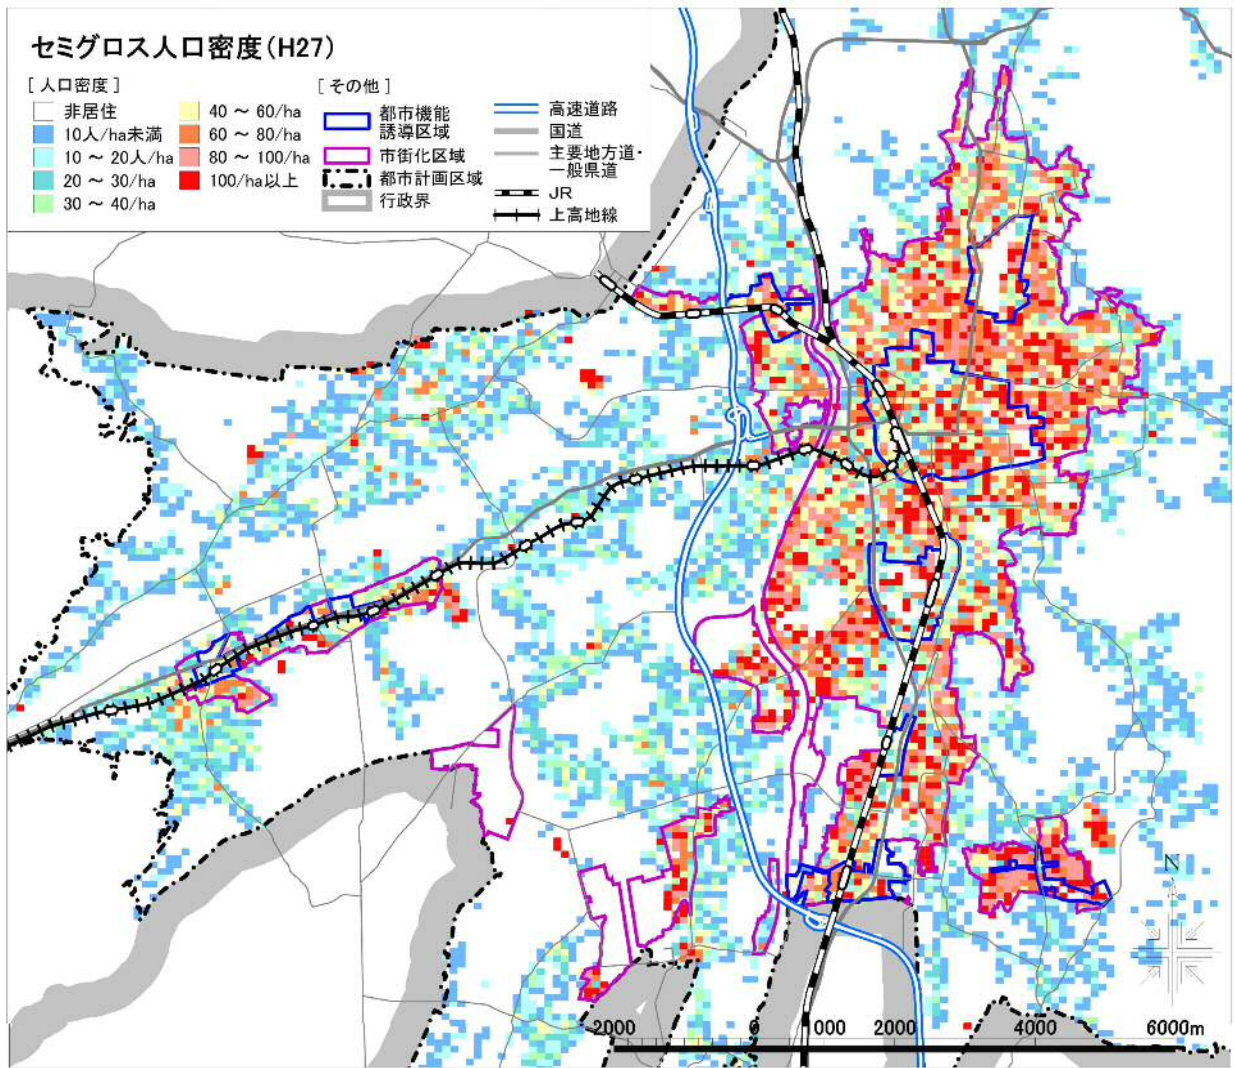 セミグロス人口密度(H27)
[ 人口密度 ]
非居住
10人/ha未満
10 ～ 20人/ha
20 ～ 30/ha
30 ～ 40/ha
40 ～ 60/ha
60 ～ 80/ha
80 ～ 100/ha
100/ha以上
[ その他 ]
都市機能
誘導区域
市街化区域
都市計画区域
行政界
高速道路
国道
主要地方道・
一般県道
JR
上高地線
N
2000 0 1000 2000 4000 6000m